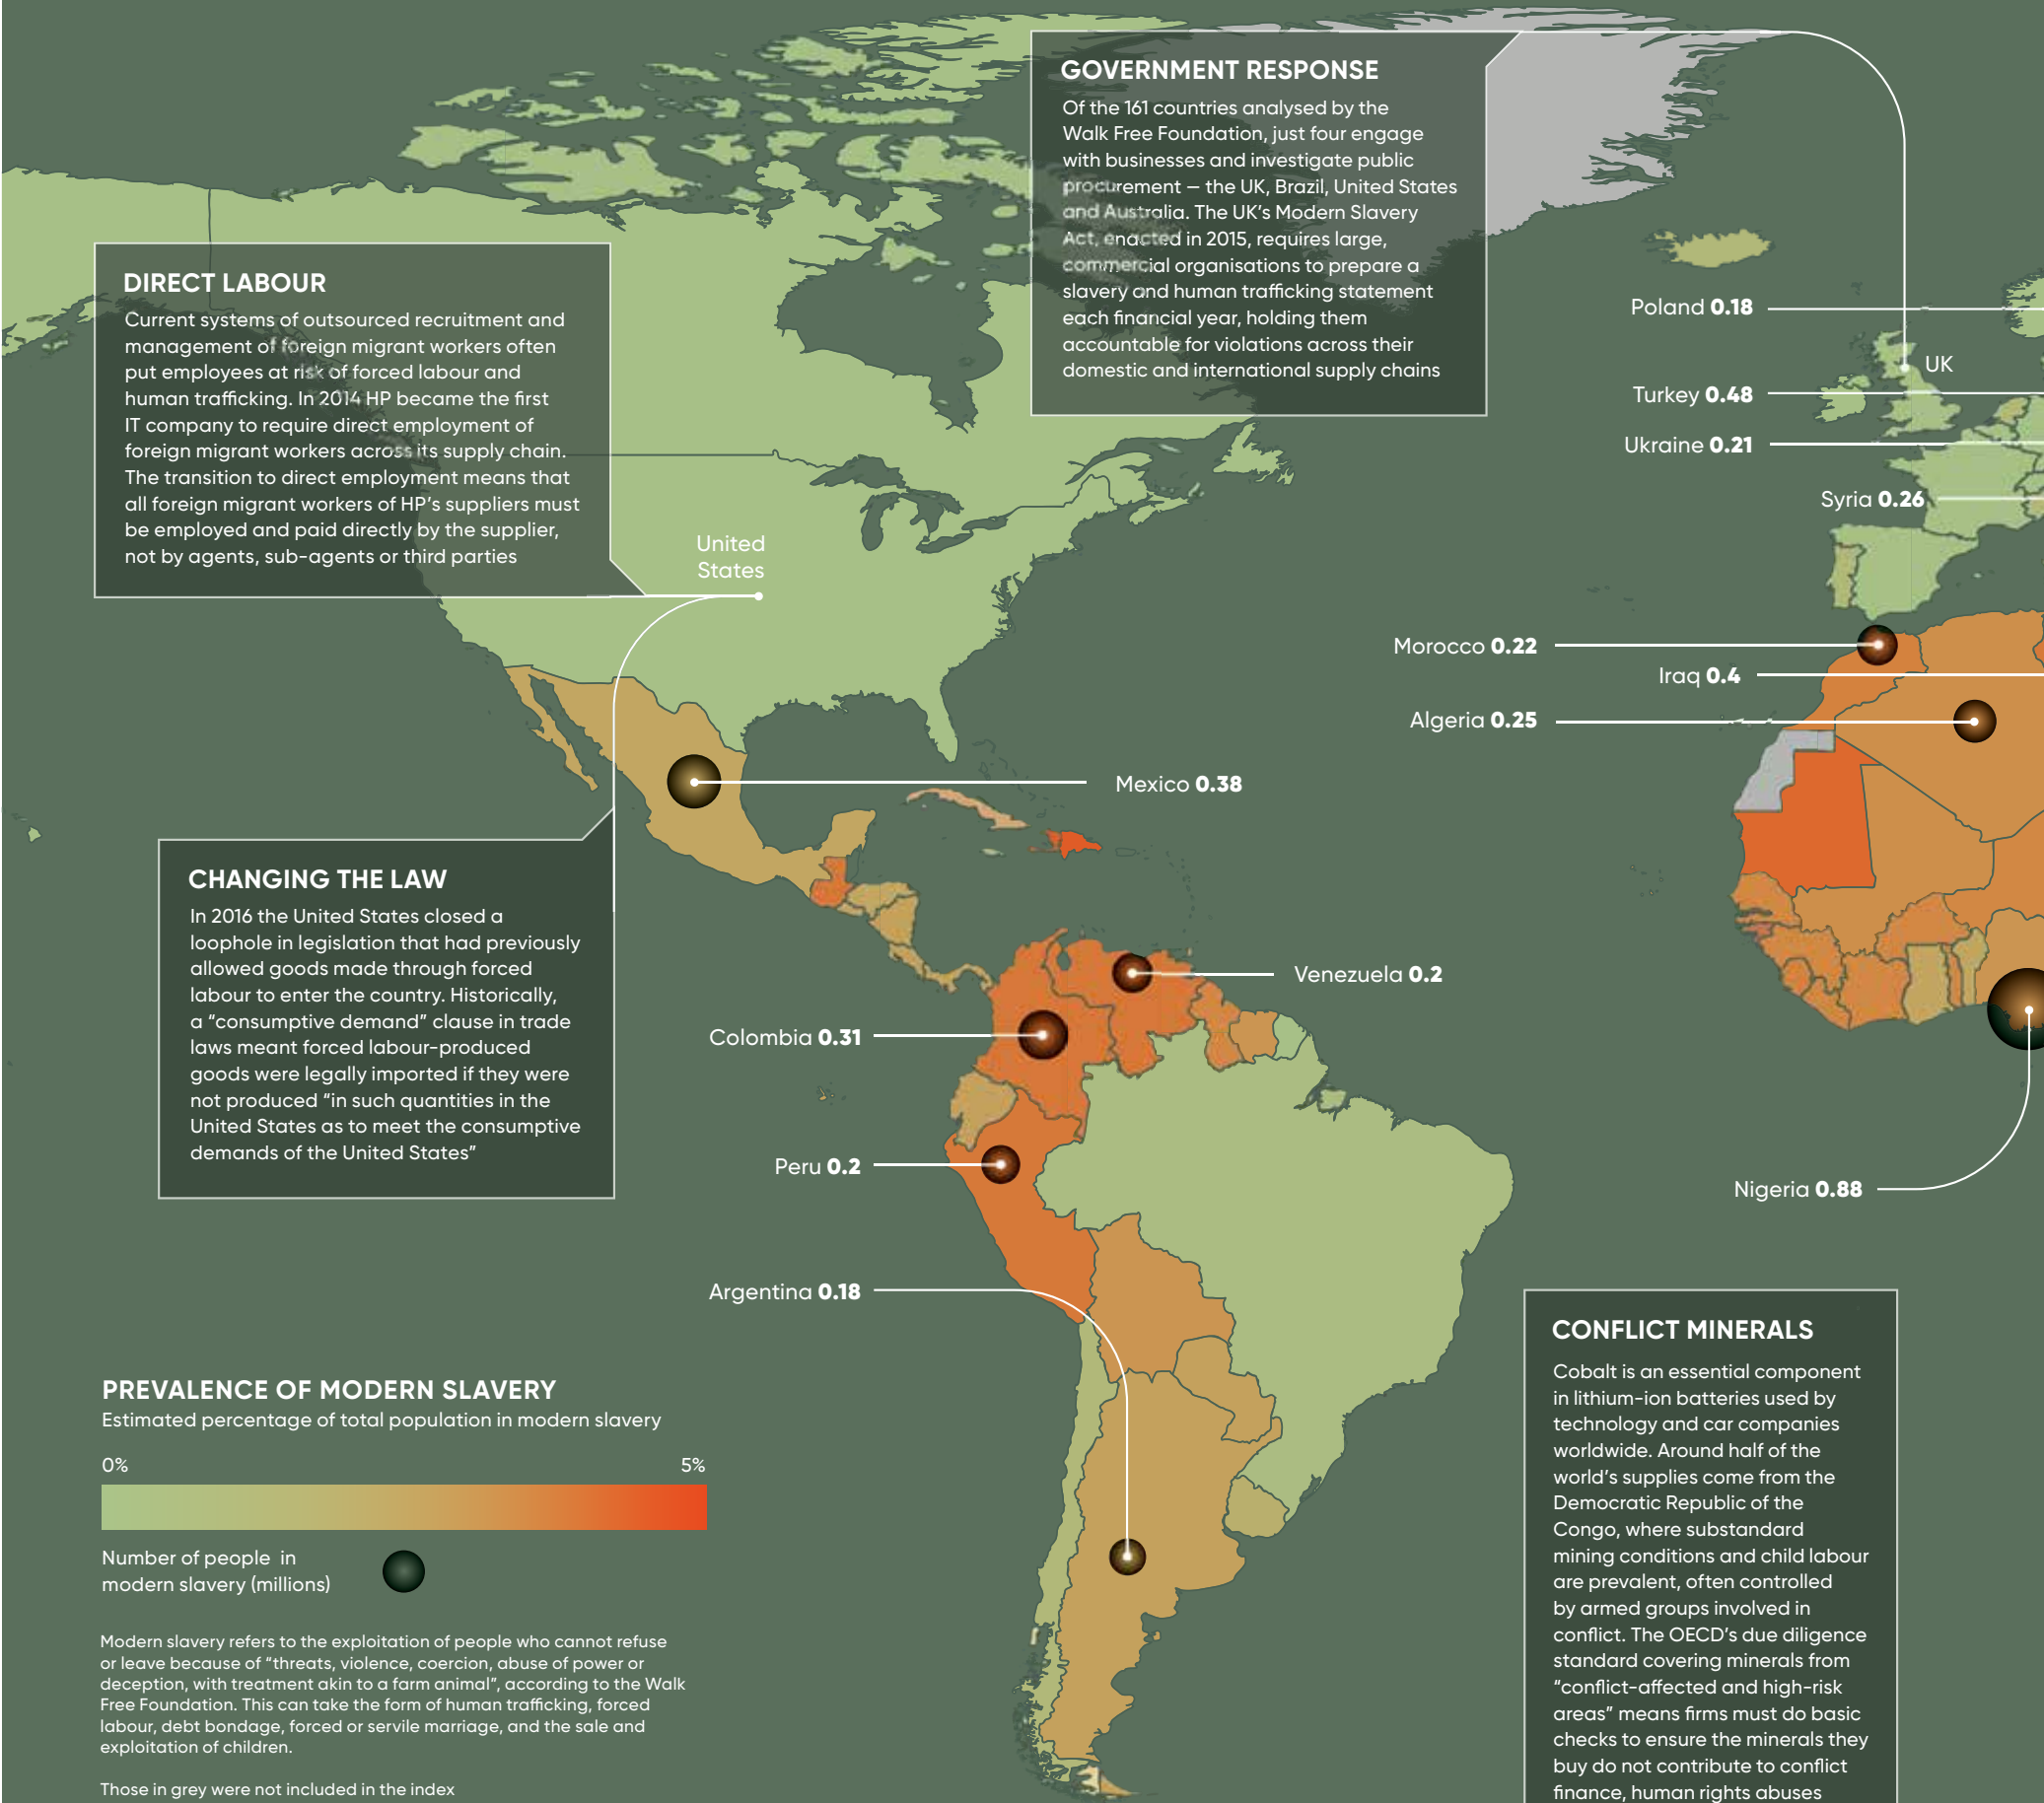 GOVERNMENT RESPONSE
Of the 161 countries analysed by the
Walk Free Foundation, just four engage
with businesses and investigate public
procurement – the UK, Brazil, United States
and Australia. The UK's Modern Slavery
Act, enacted in 2015, requires large,
commercial organisations to prepare a
slavery and human trafficking statement
each financial year, holding them
accountable for violations across their
domestic and international supply chains
DIRECT LABOUR
Current systems of outsourced recruitment and
management of foreign migrant workers often
put employees at risk of forced labour and
human trafficking. In 2014 HP became the first
IT company to require direct employment of
foreign migrant workers across its supply chain.
The transition to direct employment means that
all foreign migrant workers of HP's suppliers must
be employed and paid directly by the supplier,
not by agents, sub-agents or third parties
United
States
Poland 0.18
UK
Turkey 0.48
Ukraine 0.21
Syria 0.26
Morocco 0.22
Iraq 0.4
Algeria 0.25
Mexico 0.38
CHANGING THE LAW
In 2016 the United States closed a
loophole in legislation that had previously
allowed goods made through forced
labour to enter the country. Historically,
a “consumptive demand” clause in trade
laws meant forced labour-produced
goods were legally imported if they were
not produced “in such quantities in the
United States as to meet the consumptive
demands of the United States”
Venezuela 0.2
Colombia 0.31
Peru 0.2
Nigeria 0.88
Argentina 0.18
PREVALENCE OF MODERN SLAVERY
Estimated percentage of total population in modern slavery
0% 5%
Number of people in
modern slavery (millions)
Modern slavery refers to the exploitation of people who cannot refuse
or leave because of “threats, violence, coercion, abuse of power or
deception, with treatment akin to a farm animal”, according to the Walk
Free Foundation. This can take the form of human trafficking, forced
labour, debt bondage, forced or servile marriage, and the sale and
exploitation of children.
Those in grey were not included in the index
CONFLICT MINERALS
Cobalt is an essential component
in lithium-ion batteries used by
technology and car companies
worldwide. Around half of the
world's supplies come from the
Democratic Republic of the
Congo, where substandard
mining conditions and child labour
are prevalent, often controlled
by armed groups involved in
conflict. The OECD's due diligence
standard covering minerals from
“conflict-affected and high-risk
areas” means firms must do basic
checks to ensure the minerals they
buy do not contribute to conflict
finance, human rights abuses